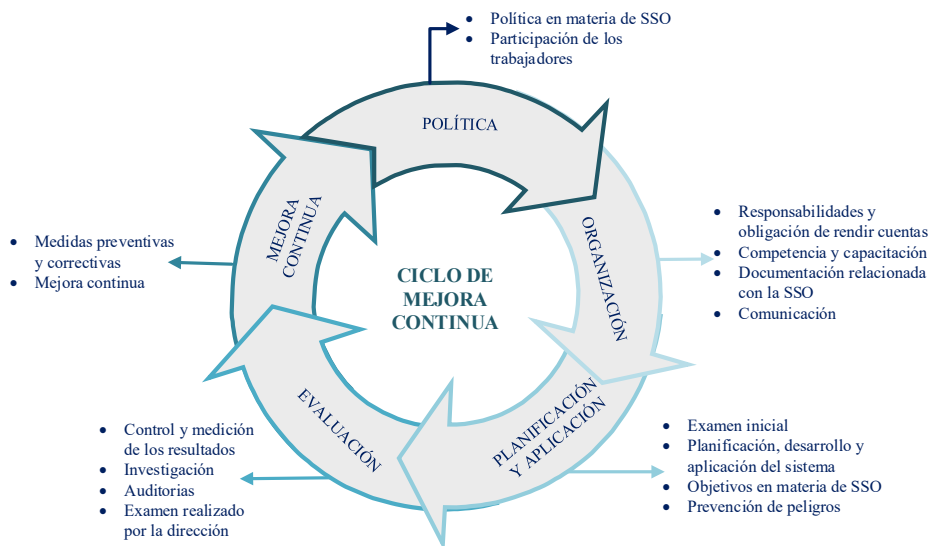 • Política en materia de SSO
• Participación de los
trabajadores
POLÍTICA
ORGANIZACIÓN
• Responsabilidades y
obligación de rendir cuentas
• Competencia y capacitación
• Documentación relacionada
con la SSO
• Comunicación
PLANIFICACIÓN
Y APLICACIÓN
• Examen inicial
• Planificación, desarrollo y
aplicación del sistema
• Objetivos en materia de SSO
• Prevención de peligros
EVALUACIÓN
• Control y medición
de los resultados
• Investigación
• Auditorias
• Examen realizado
por la dirección
MEJORA
CONTINUA
• Medidas preventivas
y correctivas
• Mejora continua
CICLO DE
MEJORA
CONTINUA